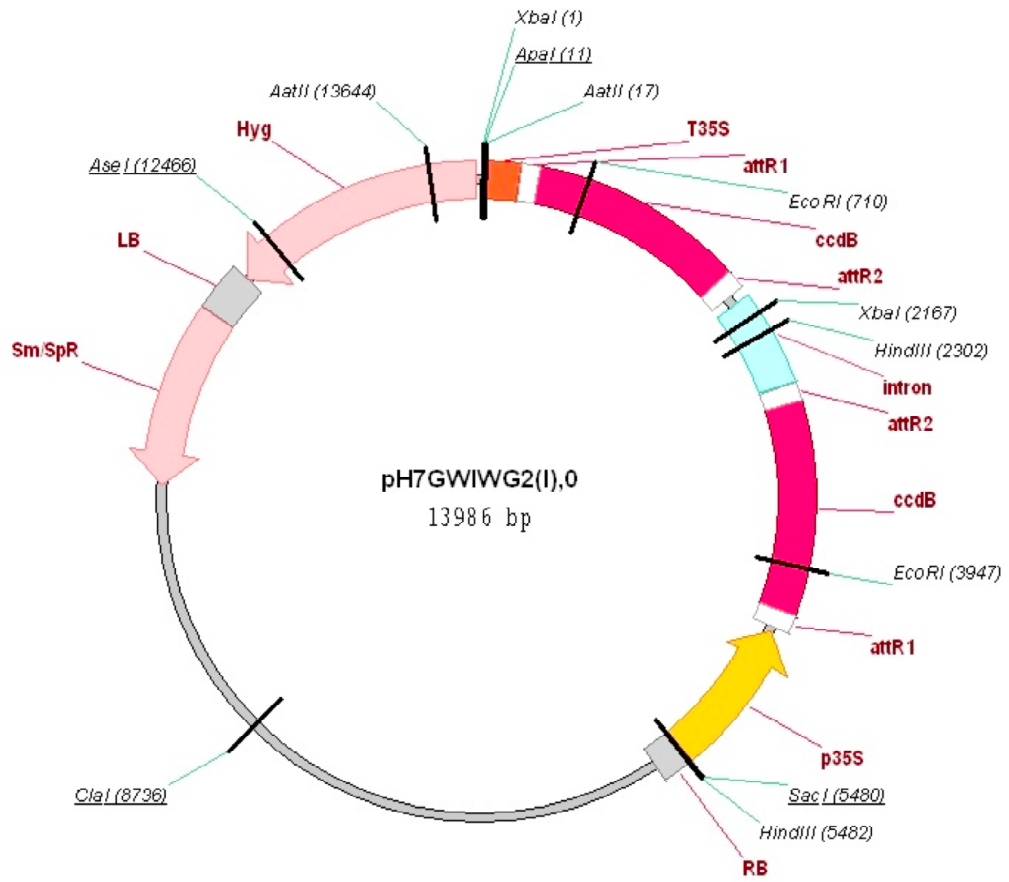 XbaI (1)
ApaI (11)
AatII (13644)
AatII (17)
Hyg
T35S
AseI (12466)
attR1
EcoRI (710)
ccdB
LB
attR2
XbaI (2167)
Sm/SpR
HindIII (2302)
intron
attR2
pH7GWIWG2(I),0
13986 bp
ccdB
EcoRI (3947)
attR1
p35S
ClaI (8736)
SacI (5480)
HindIII (5482)
RB